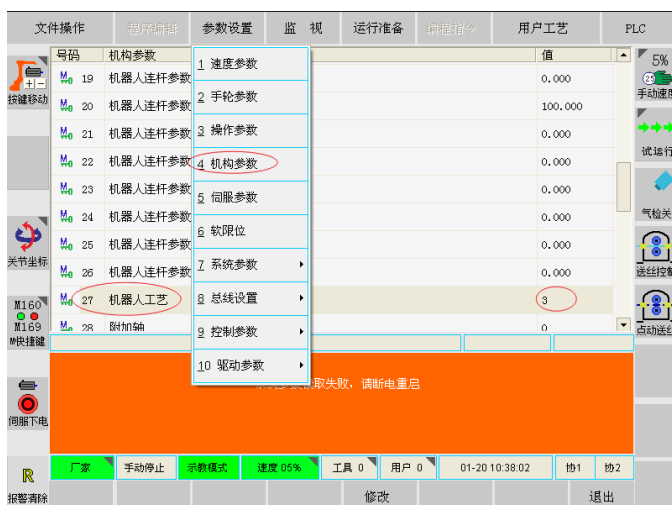 文件操作 程序编辑 参数设置 监 视 运行准备 编程指令 用户工艺 PLC
号码 机构参数 值
19 机器人连杆参数 0.000
20 机器人连杆参数 100.000
21 机器人连杆参数 0.000
22 机器人连杆参数 0.000
23 机器人连杆参数 0.000
24 机器人连杆参数 0.000
25 机器人连杆参数 0.000
26 机器人连杆参数 0.000
27 机器人工艺 3
28 附加轴 0
1 速度参数
2 手轮参数
3 操作参数
4 机构参数
5 伺服参数
6 软限位
7 系统参数
8 总线设置
9 控制参数
10 驱动参数
按键移动
关节坐标
M160
M169
M快捷键
伺服下电
R
报警清除
5%
手动速度
试运行
气检关
送丝控制
点动送丝
取失败，请断电重启
厂家 手动停止 示教模式 速度 05% 工具 0 用户 0 01-20 10:38:02 协1 协2
修改 退出